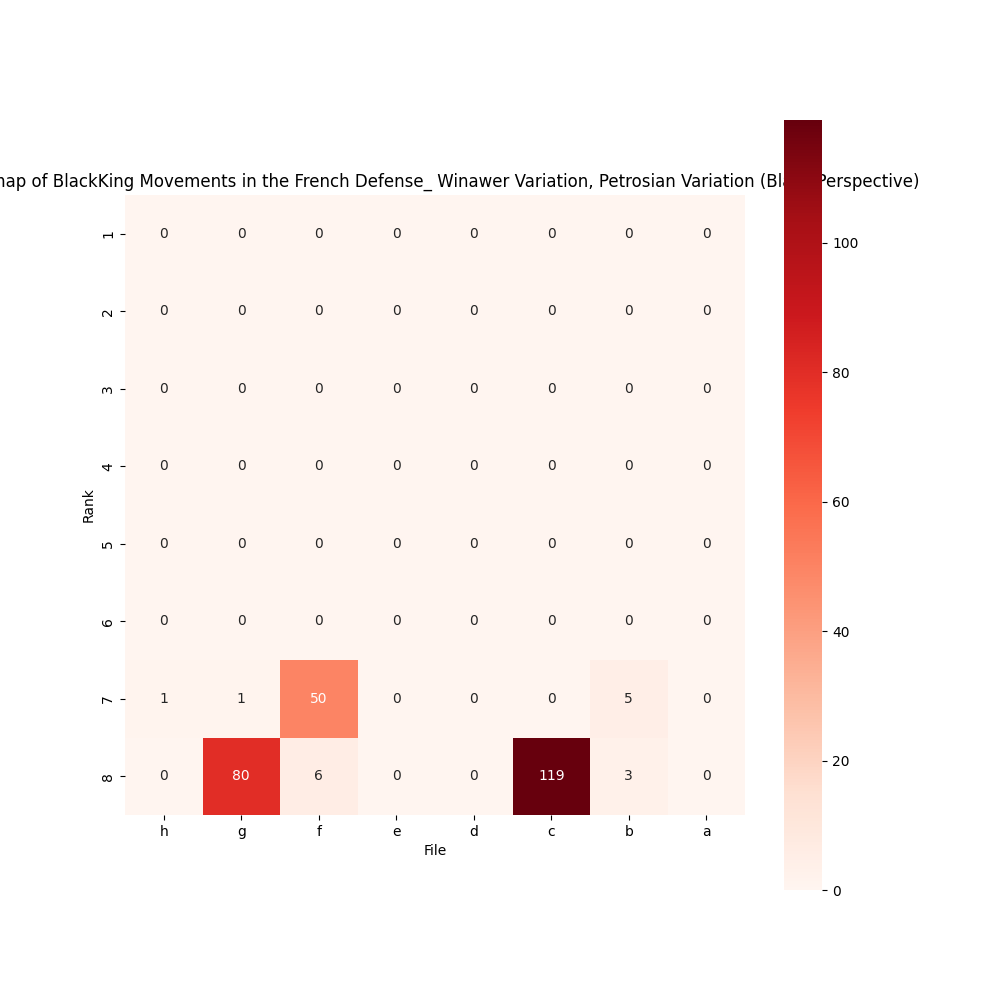 map of BlackKing Movements in the French Defense_ Winawer Variation, Petrosian Variation (Bl Perspective)
1 0 0 0 0 0 0 0 0
2 0 0 0 0 0 0 0 0
3 0 0 0 0 0 0 0 0
4 0 0 0 0 0 0 0 0
5 0 0 0 0 0 0 0 0
6 0 0 0 0 0 0 0 0
7 1 1 50 0 0 0 5 0
8 0 80 6 0 0 119 3 0
h g f e d c b a
File
Rank
100
80
60
40
20
0